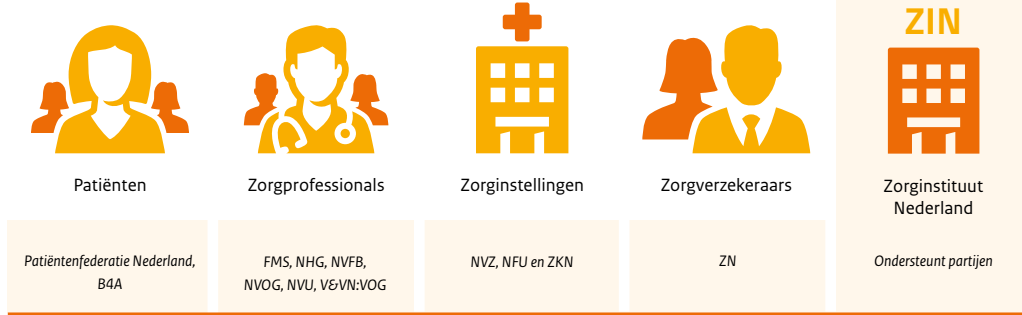 ZIN
Patiënten
Zorgprofessionals
Zorginstellingen
Zorgverzekeraars
Zorginstituut
Nederland
Patiëntenfederatie Nederland,
B4A
FMS, NHG, NVFB,
NVOG, NVU, V&VN:VOG
NVZ, NFU en ZKN
ZN
Ondersteunt partijen